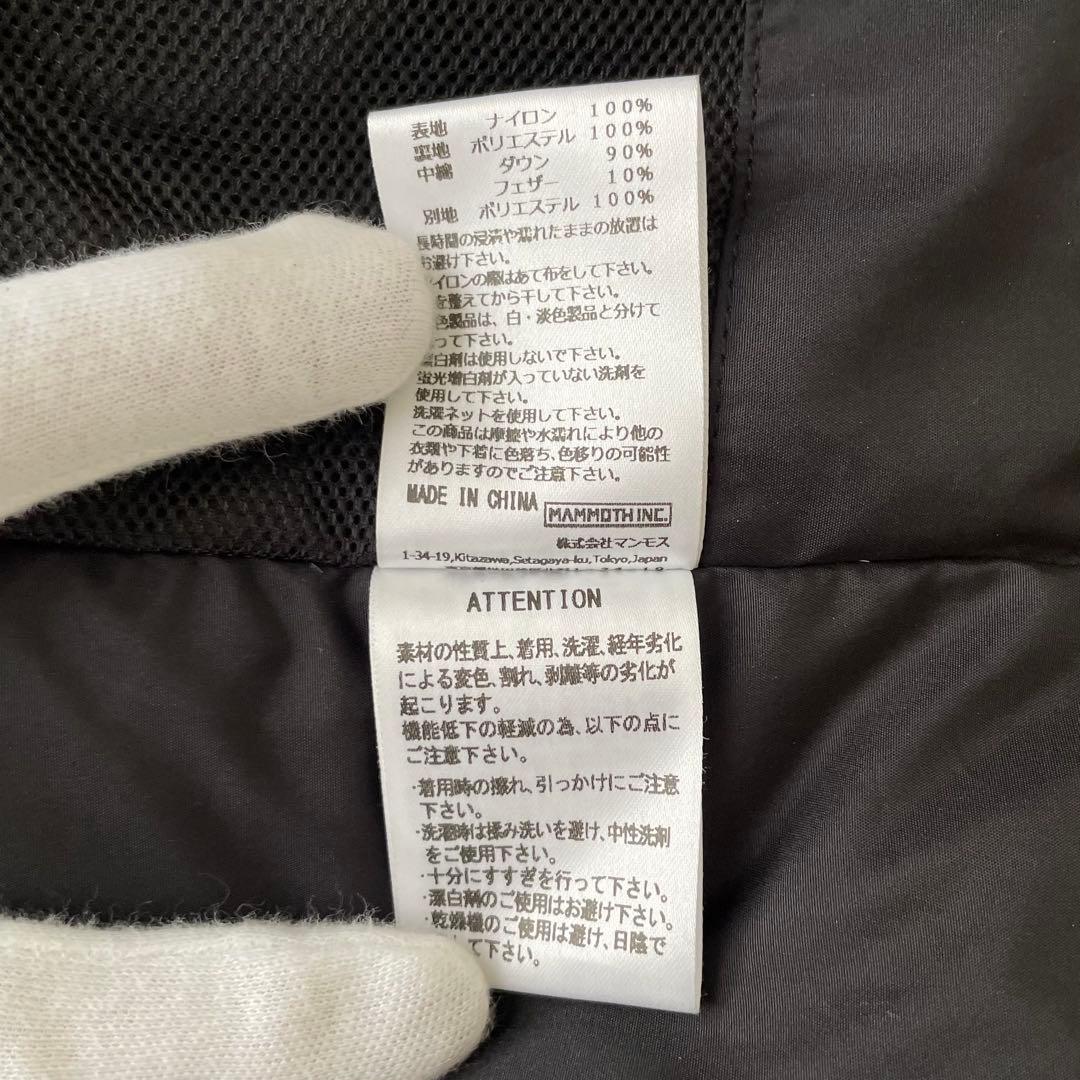 表地 ナイロン 100%
裏地 ポリエステル 100%
中綿 ダウン 90%
フェザー 10%
別地 ポリエステル 100%
長時間の浸漬や濡れたままの放置は
お避け下さい。
イロンの際はあて布をして下さい。
を整えてから干して下さい。
色製品は、白・淡色製品と分けて
って下さい。
白剤は使用しないで下さい。
蛍光増白剤が入っていない洗剤を
使用して下さい。
洗濯ネットを使用して下さい。
この商品は摩擦や水濡れにより他の
衣類や下着に色落ち、色移りの可能性
がありますのでご注意下さい。
MADE IN CHINA
MAMMOTH INC.
株式会社マンモス
1-34-19,Kitazawa,Setagaya-ku,Tokyo,Japan
ATTENTION
素材の性質上、着用、洗濯、経年劣化
による変色、割れ、剥離等の劣化が
起こります。
機能低下の軽減の為、以下の点に
ご注意下さい。
・着用時の擦れ、引っかけにご注意
下さい。
・洗濯時は揉み洗いを避け、中性洗剤
をご使用下さい。
・十分にすすぎを行って下さい。
・漂白剤のご使用はお避け下さい。
・乾燥機のご使用は避け、日陰で
して下さい。